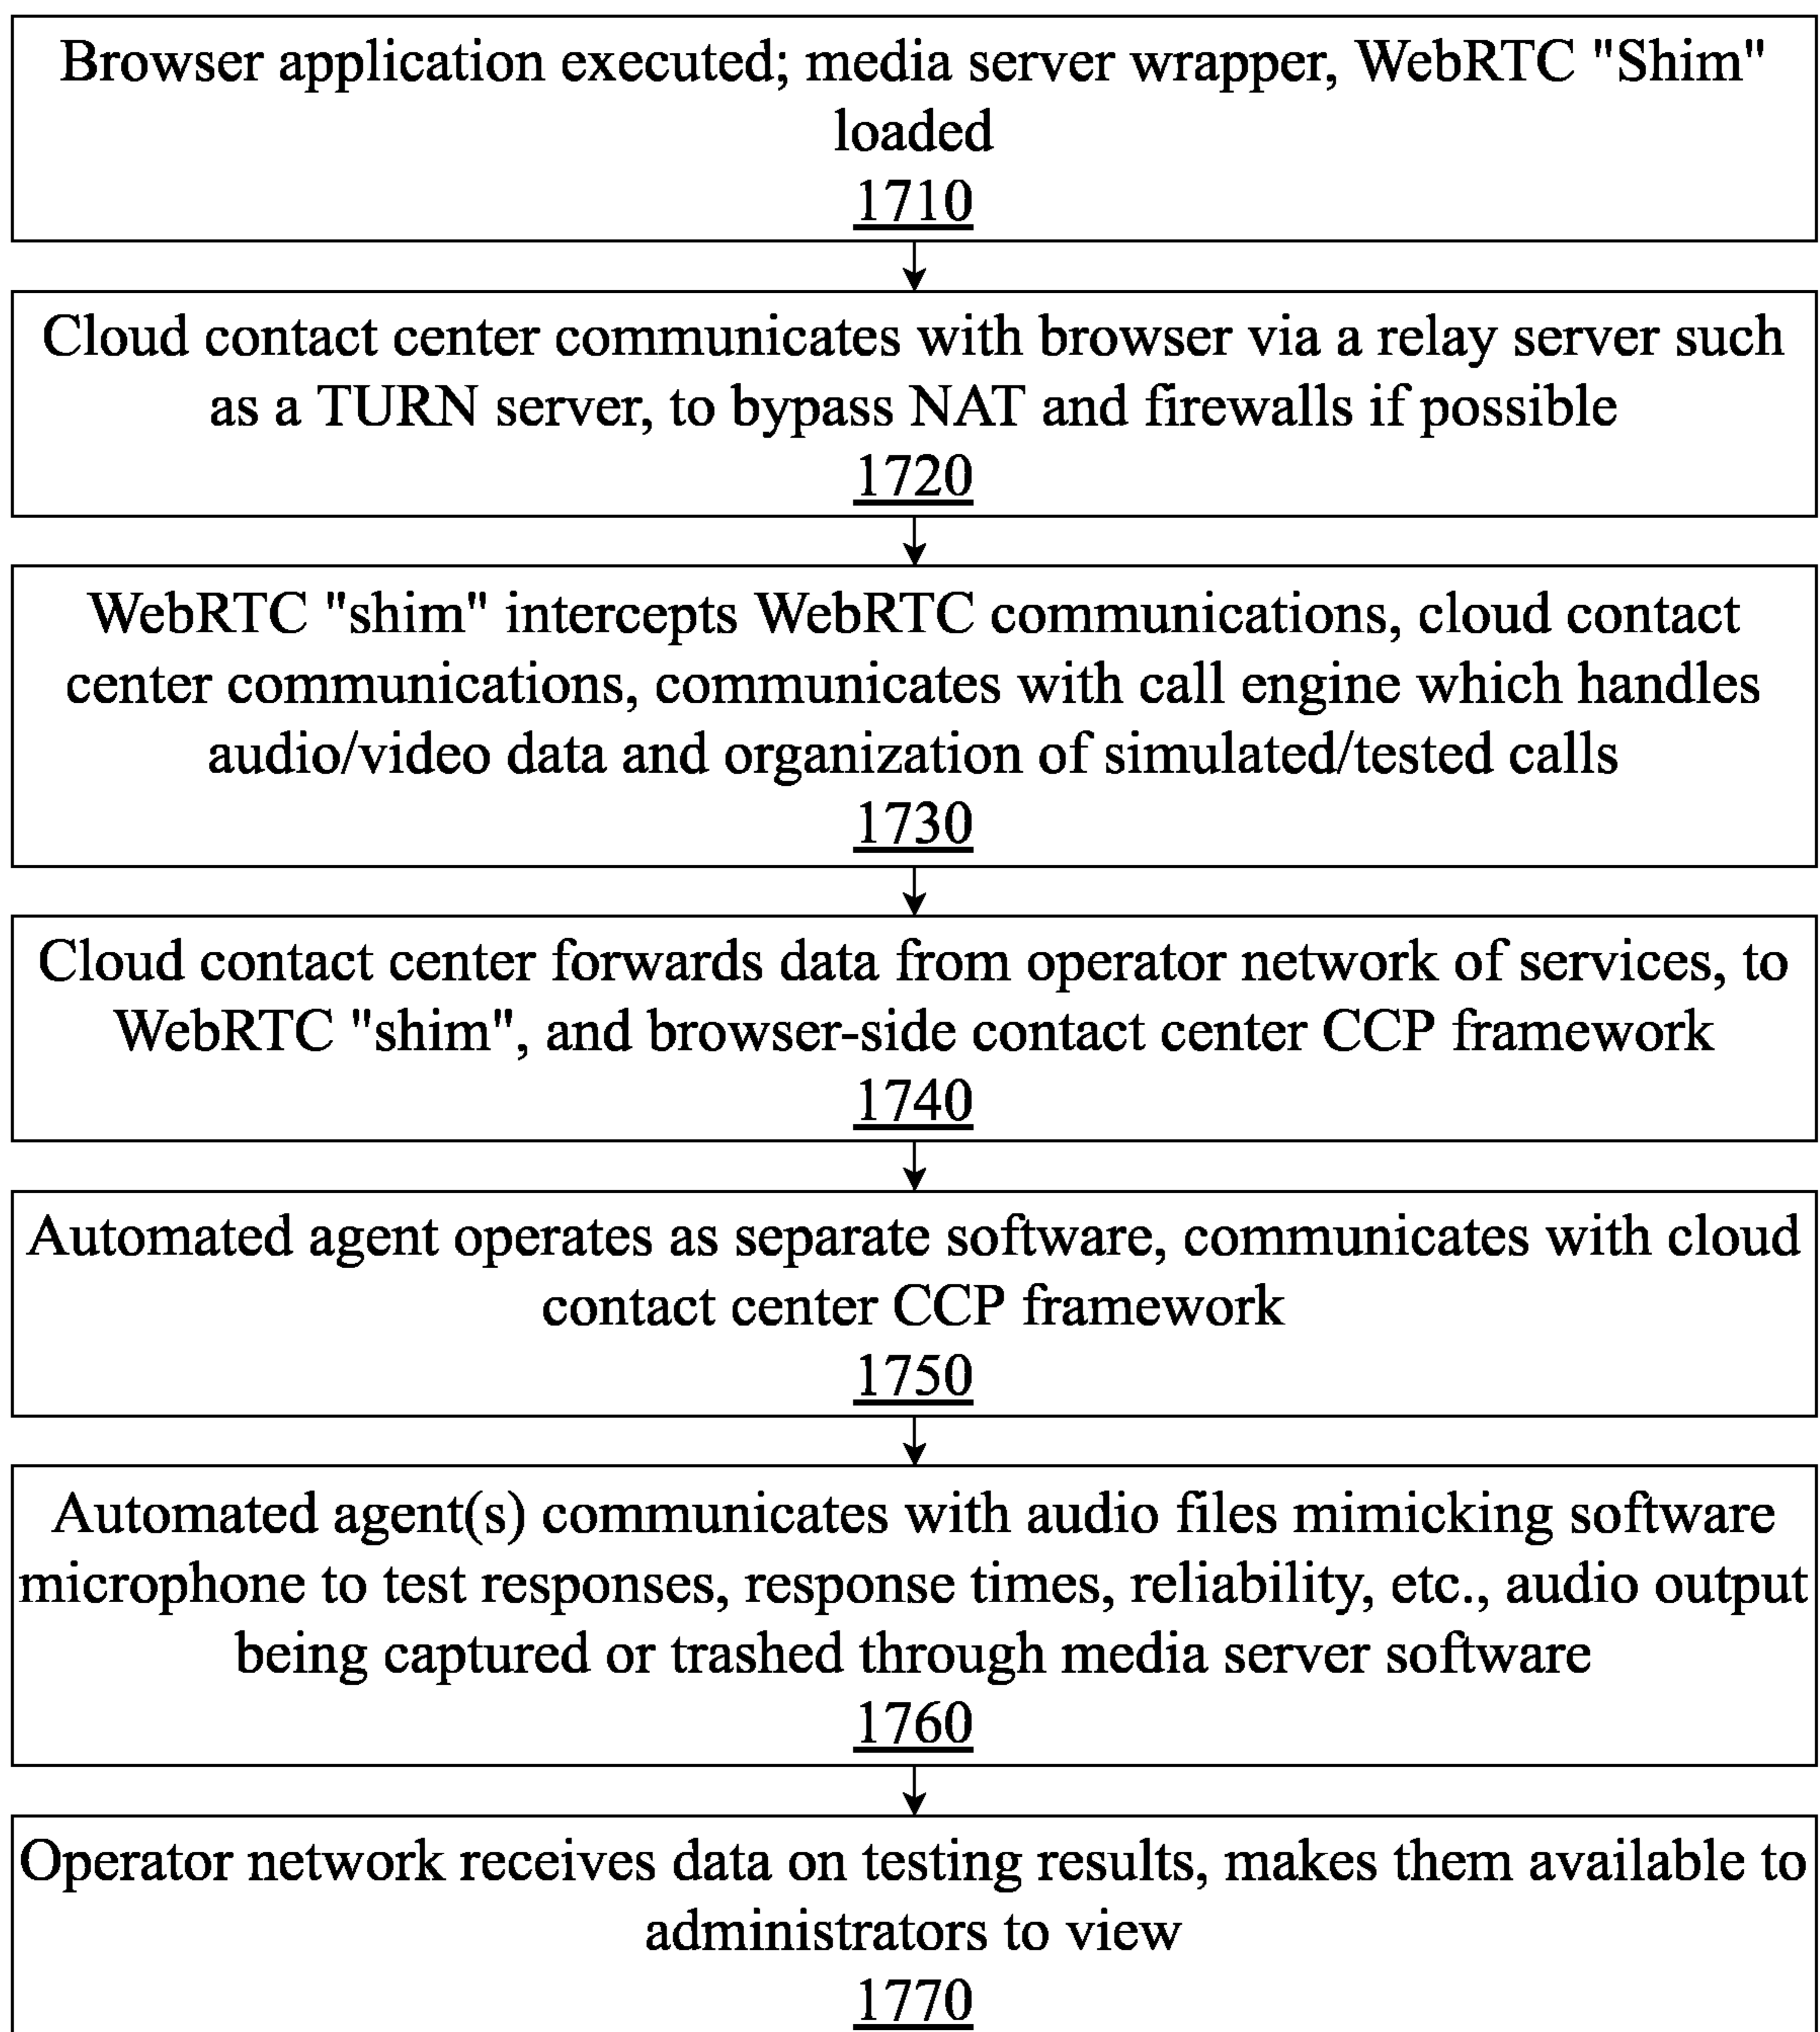 Browser application executed; media server wrapper, WebRTC "Shim"
loaded
1710
Cloud contact center communicates with browser via a relay server such
as a TURN server, to bypass NAT and firewalls if possible
1720
WebRTC "shim" intercepts WebRTC communications, cloud contact
center communications, communicates with call engine which handles
audio/video data and organization of simulated/tested calls
1730
Cloud contact center forwards data from operator network of services, to
WebRTC "shim", and browser-side contact center CCP framework
1740
Automated agent operates as separate software, communicates with cloud
contact center CCP framework
1750
Automated agent(s) communicates with audio files mimicking software
microphone to test responses, response times, reliability, etc., audio output
being captured or trashed through media server software
1760
Operator network receives data on testing results, makes them available to
administrators to view
1770